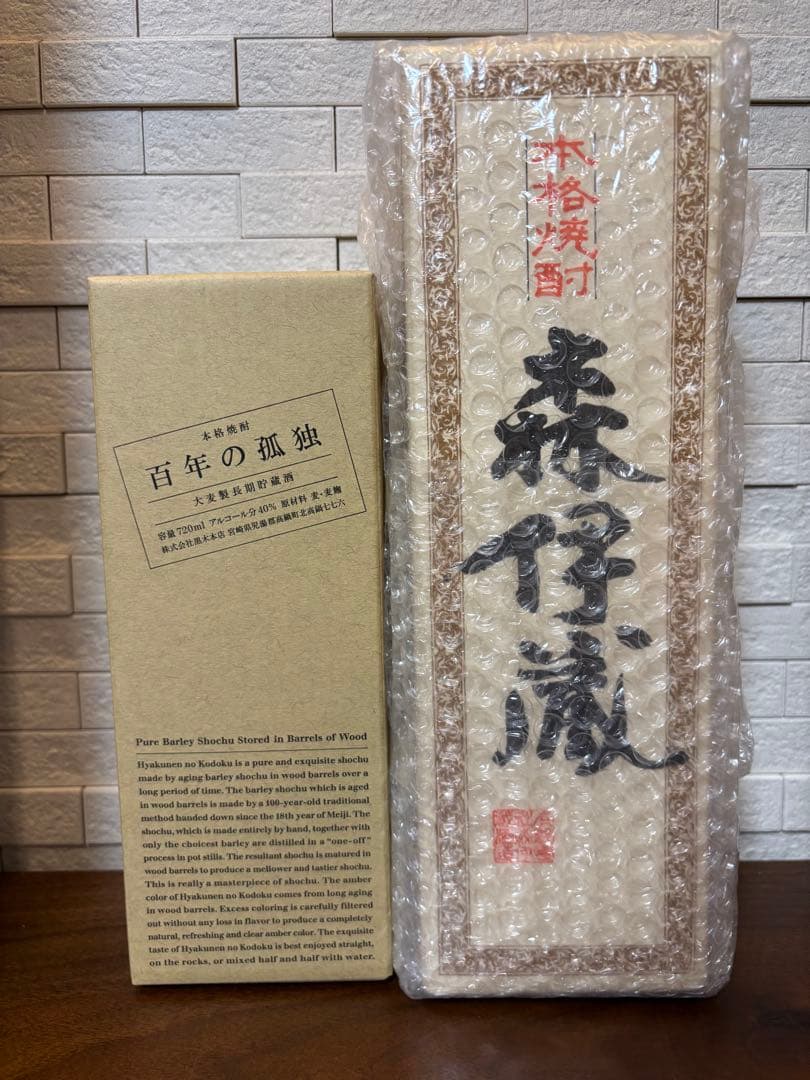 本格焼酎
百年の孤独
大麦製長期貯蔵酒
容量720ml アルコール分40% 原材料 麦・麦麹
株式会社黒木本店 宮崎県児湯郡高鍋町北高鍋七七六
Pure Barley Shochu Stored in Barrels of Wood
Hyakunen no Kodoku is a pure and exquisite shochu
made by aging barley shochu in wood barrels over a
long period of time. The barley shochu which is aged
in wood barrels is made by a 100-year-old traditional
method handed down since the 18th year of Meiji. The
shochu, which is made entirely by hand, together with
only the choicest barley are distilled in a "one-off"
process in pot stills. The resultant shochu is matured in
wood barrels to produce a mellower and tastier shochu.
This is really a masterpiece of shochu. The amber
color of Hyakunen no Kodoku comes from long aging
in wood barrels. Excess coloring is carefully filtered
out without any loss in flavor to produce a completely
natural, refreshing and clear amber color. The exquisite
taste of Hyakunen no Kodoku is best enjoyed straight,
on the rocks, or mixed half and half with water.
本格焼酎
森伊蔵